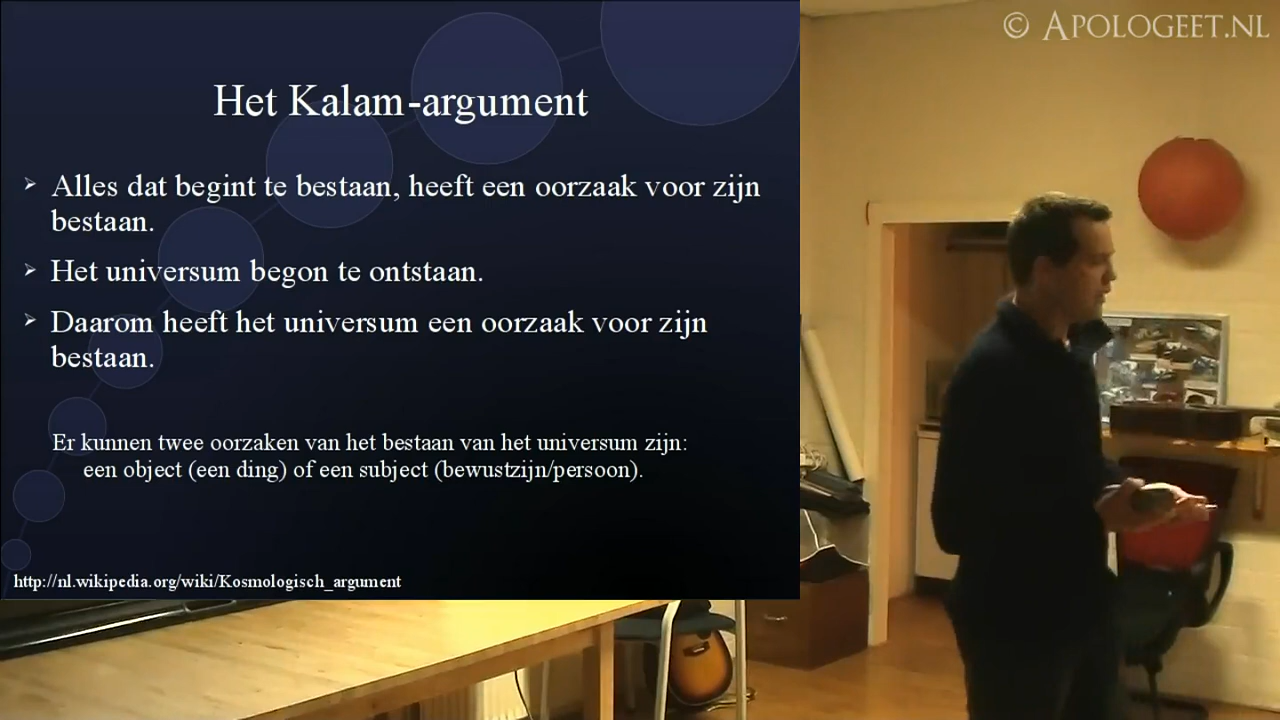 © APOLOGEET.NL
Het Kalam-argument
Alles dat begint te bestaan, heeft een oorzaak voor zijn
bestaan.
Het universum begon te ontstaan.
Daarom heeft het universum een oorzaak voor zijn
bestaan.
Er kunnen twee oorzaken van het bestaan van het universum zijn:
een object (een ding) of een subject (bewustzijn/persoon).
http://nl.wikipedia.org/wiki/Kosmologisch_argument